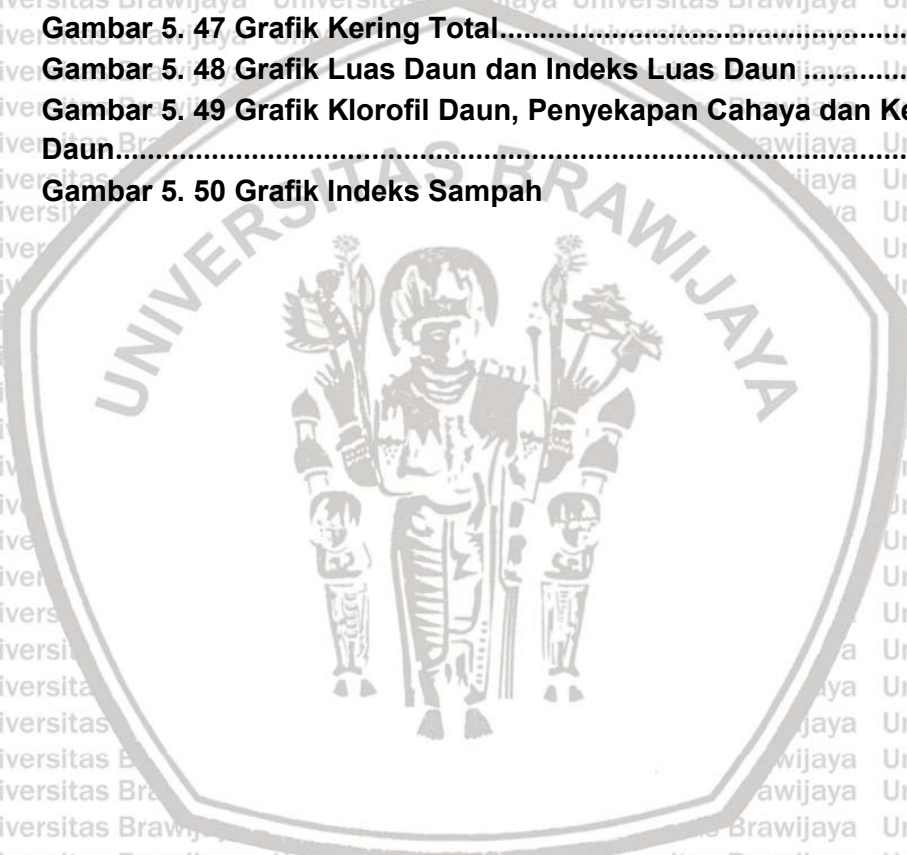 Gambar 5. 47 Grafik Kering Total
Gambar 5. 48 Grafik Luas Daun dan Indeks Luas Daun
Gambar 5. 49 Grafik Klorofil Daun, Penyekapan Cahaya dan Ke
Daun
Gambar 5. 50 Grafik Indeks Sampah
UNIVERSITAS BRAWIJAYA